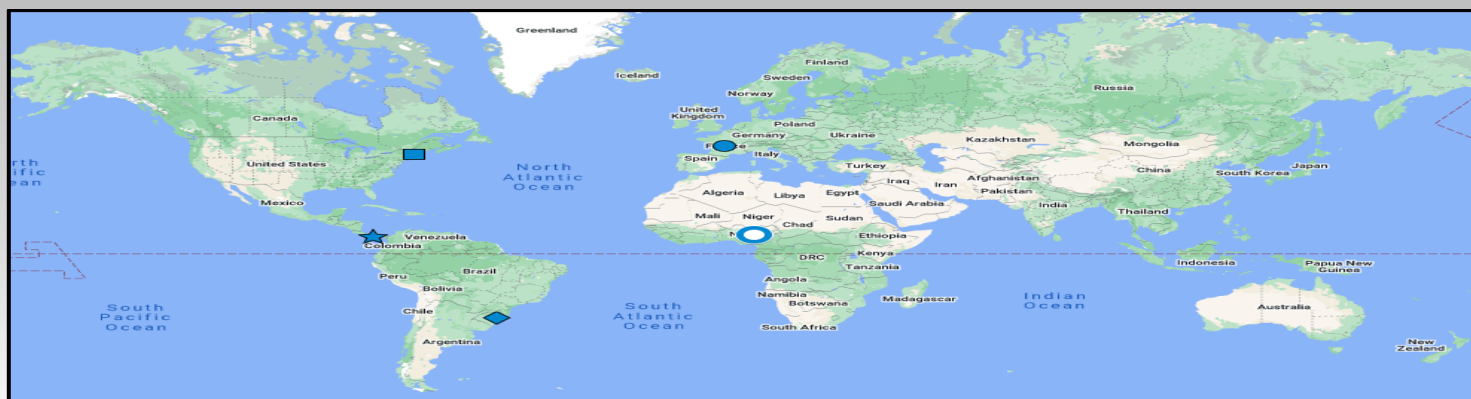 Greenland
Iceland
Finland
Sweden
Norway
Russia
United
Kingdom
Canada
Poland
Germany
Ukraine
Kazakhstan
Mongolia
Italy
Spain
United States
Turkey
Japan
China
South Korea
North
Atlantic
Ocean
Afghanistan
Iraq
Iran
Pakistan
Algeria
Libya
Egypt
Saudi Arabia
India
Mexico
Mali
Niger
Chad
Sudan
Thailand
Venezuela
Colombia
Ethiopia
Kenya
DRC
Tanzania
Indonesia
Papua New
Guinea
Peru
Brazil
Bolivia
Angola
Namibia
Botswana
Madagascar
Chile
South
Pacific
Ocean
South
Atlantic
Ocean
Indian
Ocean
Australia
South Africa
Argentina
New
Zealand